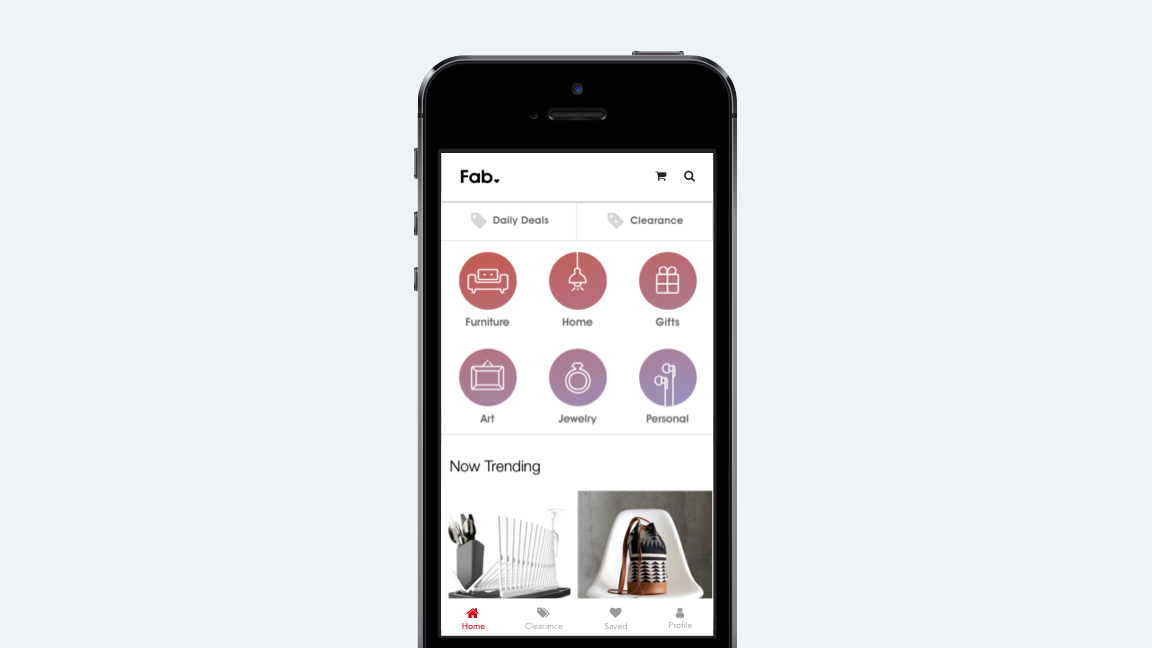 Fab.
Daily Deals
Clearance
Furniture
Home
Gifts
Art
Jewelry
Personal
Now Trending
Home
Clearance
Saved
Profile